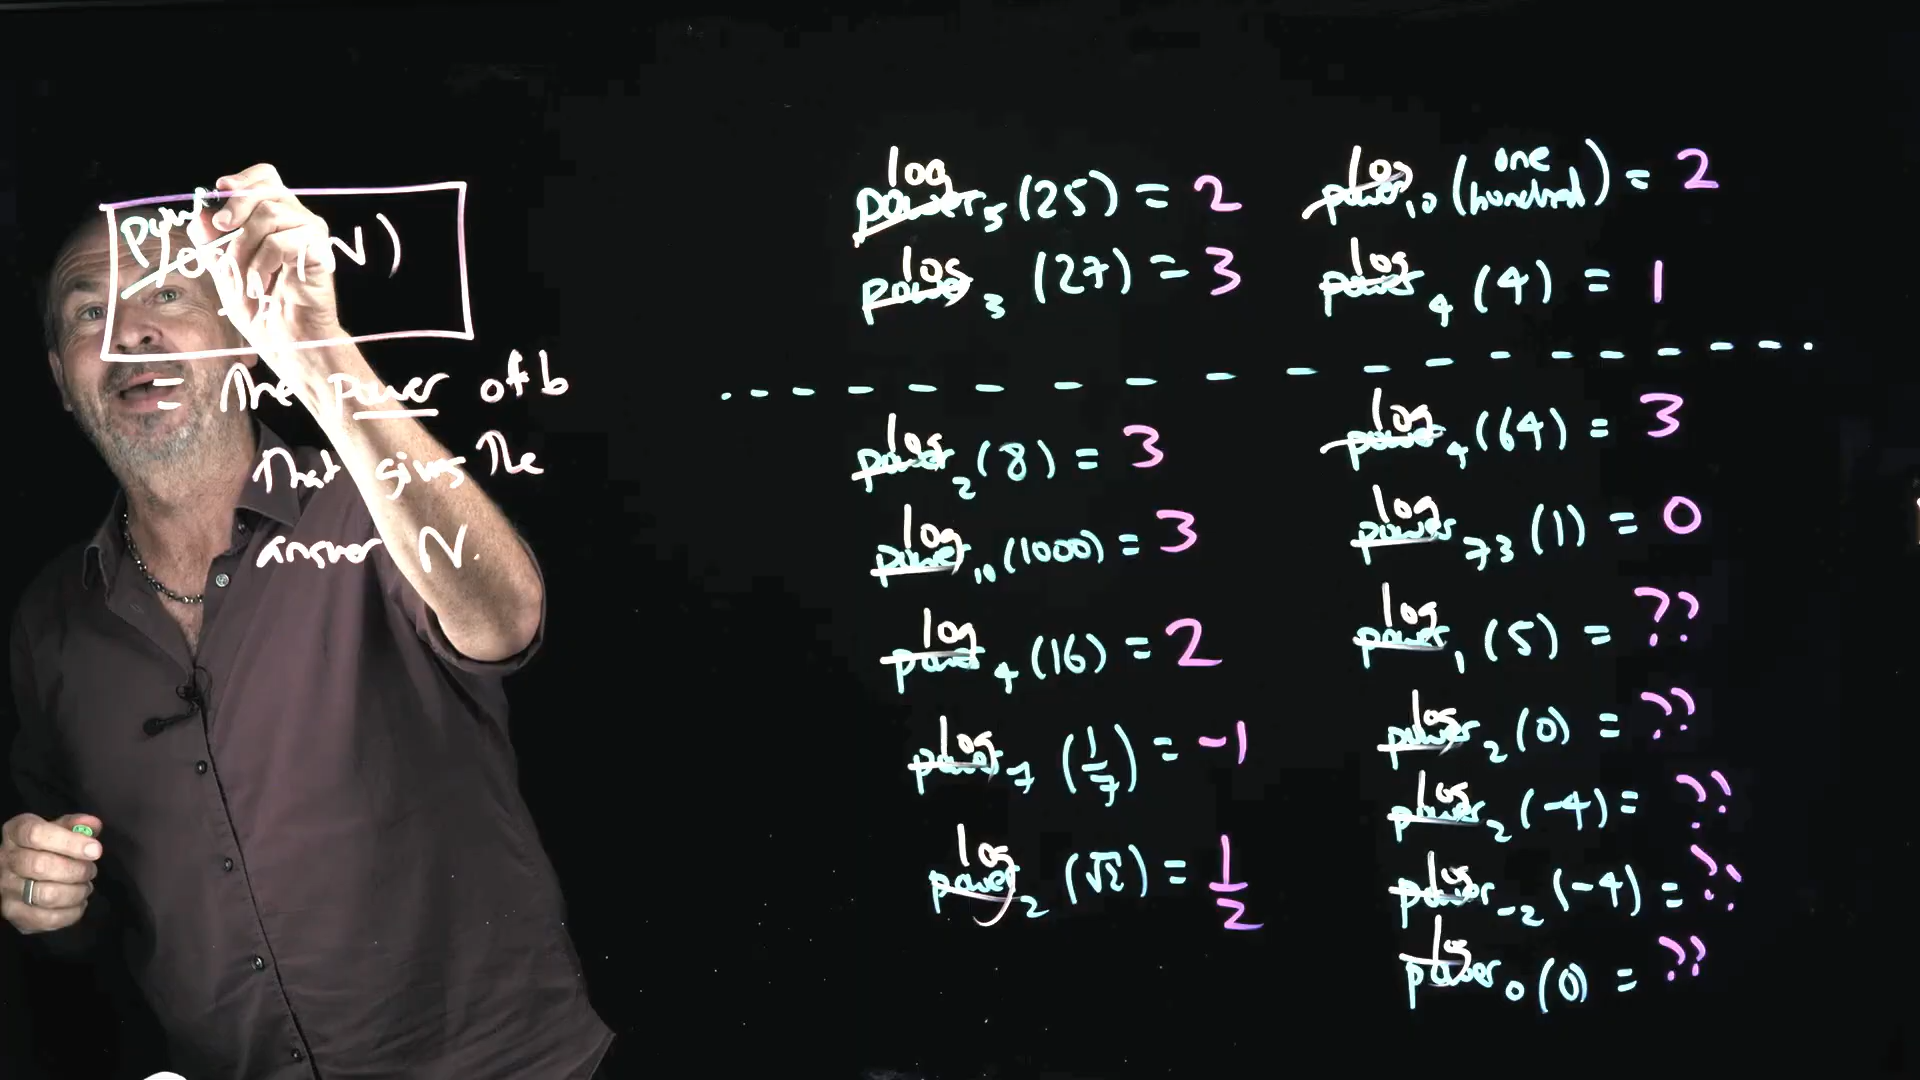 power
log b (N)
= The power of b
that gives the
answer N.
log
power 5 (25) = 2
log
power 3 (27) = 3
log
power 10 (one hundred) = 2
log
power 4 (4) = 1
log
power 2 (8) = 3
log
power 10 (1000) = 3
log
power 4 (16) = 2
log
power 7 (1/7) = -1
log
power 2 (√2) = 1/2
log
power 4 (64) = 3
log
power 73 (1) = 0
log
power 1 (5) = ??
log
power 2 (0) = ??
log
power 2 (-4) = ??
log
power -2 (-4) = ??
log
power 0 (0) = ??